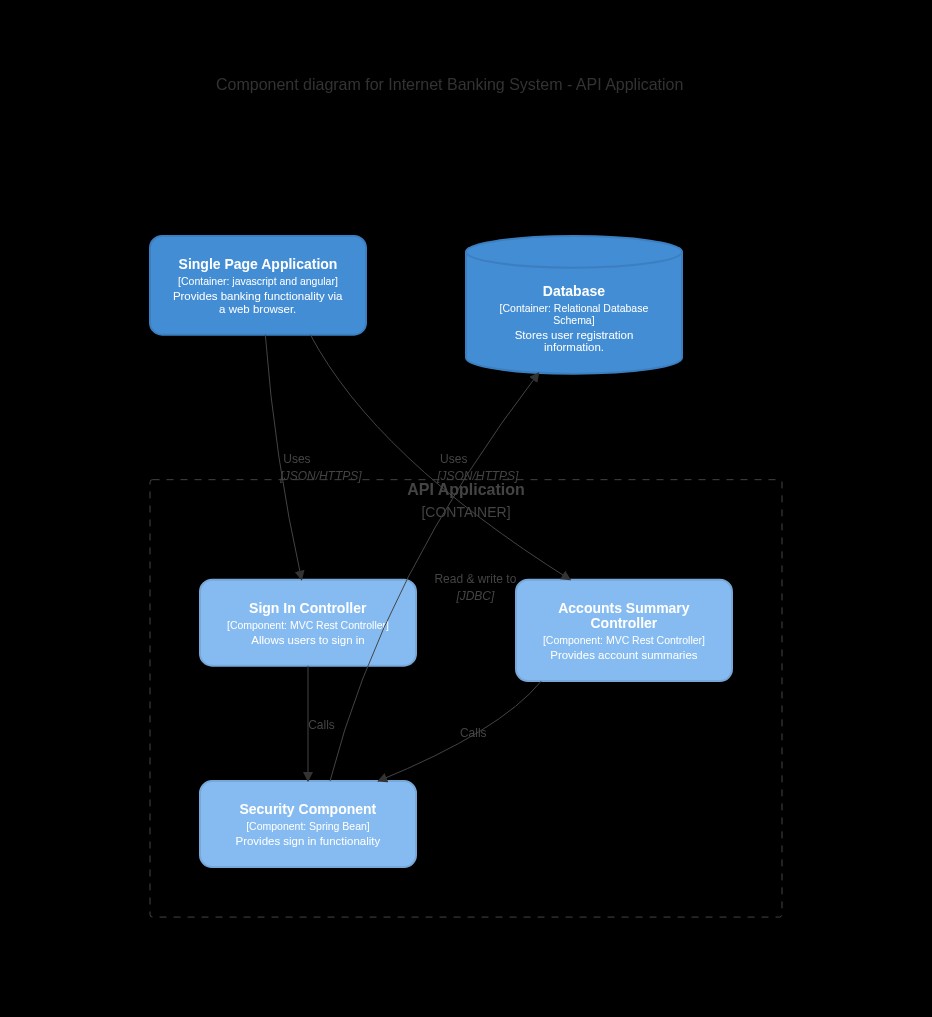 Component diagram for Internet Banking System - API Application
Single Page Application
[Container: javascript and angular]
Provides banking functionality via
a web browser.
Database
[Container: Relational Database
Schema]
Stores user registration
information.
Uses
[JSON/HTTPS]
Uses
[JSON/HTTPS]
API Application
[CONTAINER]
Read & write to
[JDBC]
Sign In Controller
[Component: MVC Rest Controller]
Allows users to sign in
Accounts Summary
Controller
[Component: MVC Rest Controller]
Provides account summaries
Calls
Calls
Security Component
[Component: Spring Bean]
Provides sign in functionality